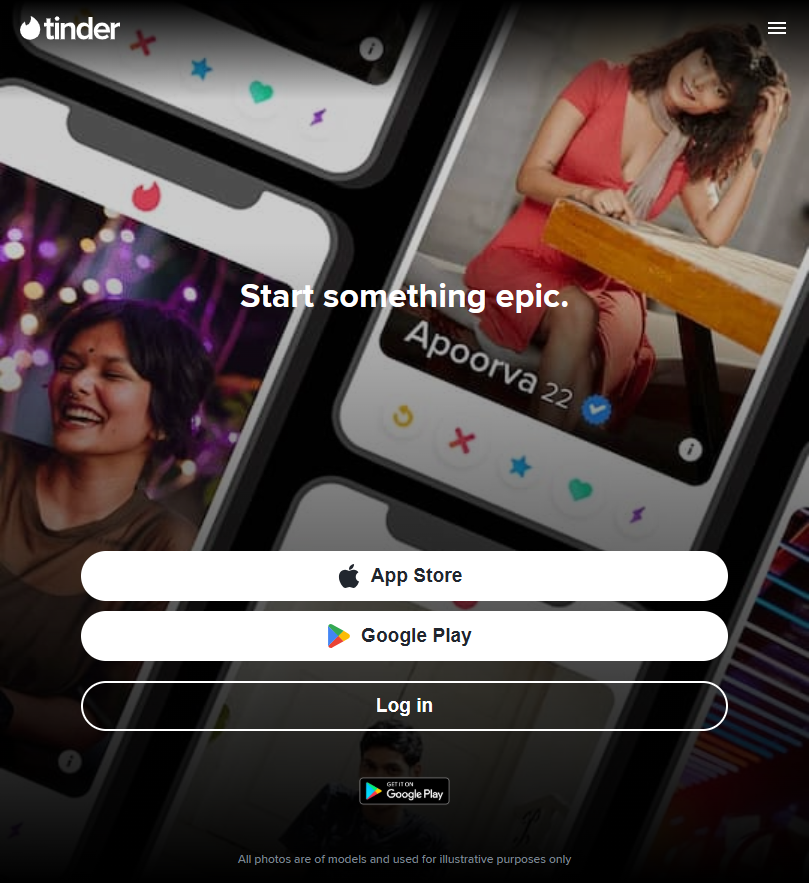 tinder
Start something epic.
Apoorva 22
App Store
Google Play
Log in
GET IT ON
Google Play
All photos are of models and used for illustrative purposes only